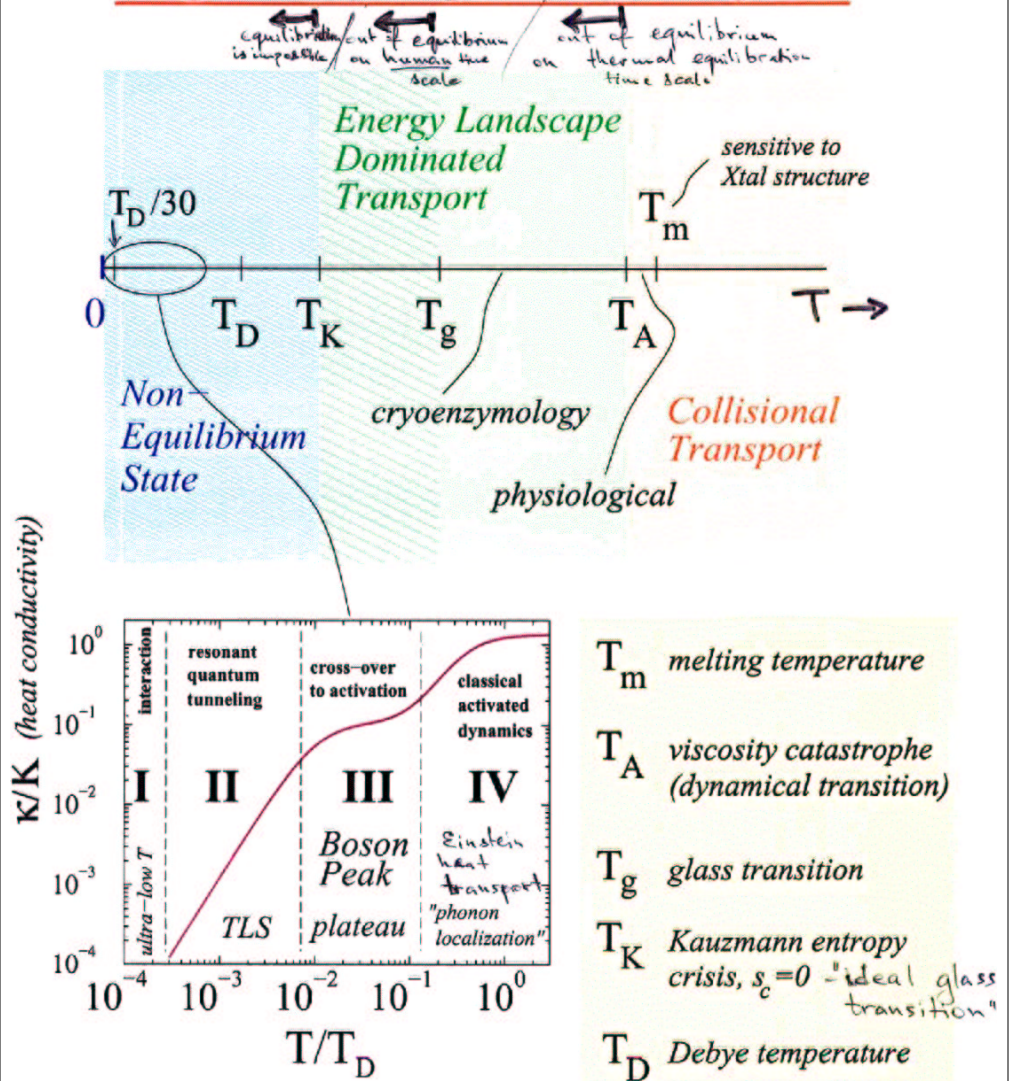 equilibration
is impossible
out of equilibrium
on human time
scale
out of equilibrium
on thermal equilibration
time scale
Energy Landscape
Dominated
Transport
sensitive to
Xtal structure
T_D/30
T_m
0
T_D
T_K
T_g
T_A
T →
Non-
Equilibrium
State
cryoenzymology
physiological
Collisional
Transport
κ/K (heat conductivity)
10^0
10^-1
10^-2
10^-3
10^-4
interaction
resonant
quantum
tunneling
cross-over
to activation
classical
activated
dynamics
I
II
III
IV
ultra-low T
TLS
Boson
Peak
plateau
Einstein
heat
transport
"phonon
localization"
10^-4
10^-3
10^-2
10^-1
10^0
T/T_D
T_m melting temperature
T_A viscosity catastrophe
(dynamical transition)
T_g glass transition
T_K Kauzmann entropy
crisis, s_c=0 - "ideal glass
transition"
T_D Debye temperature